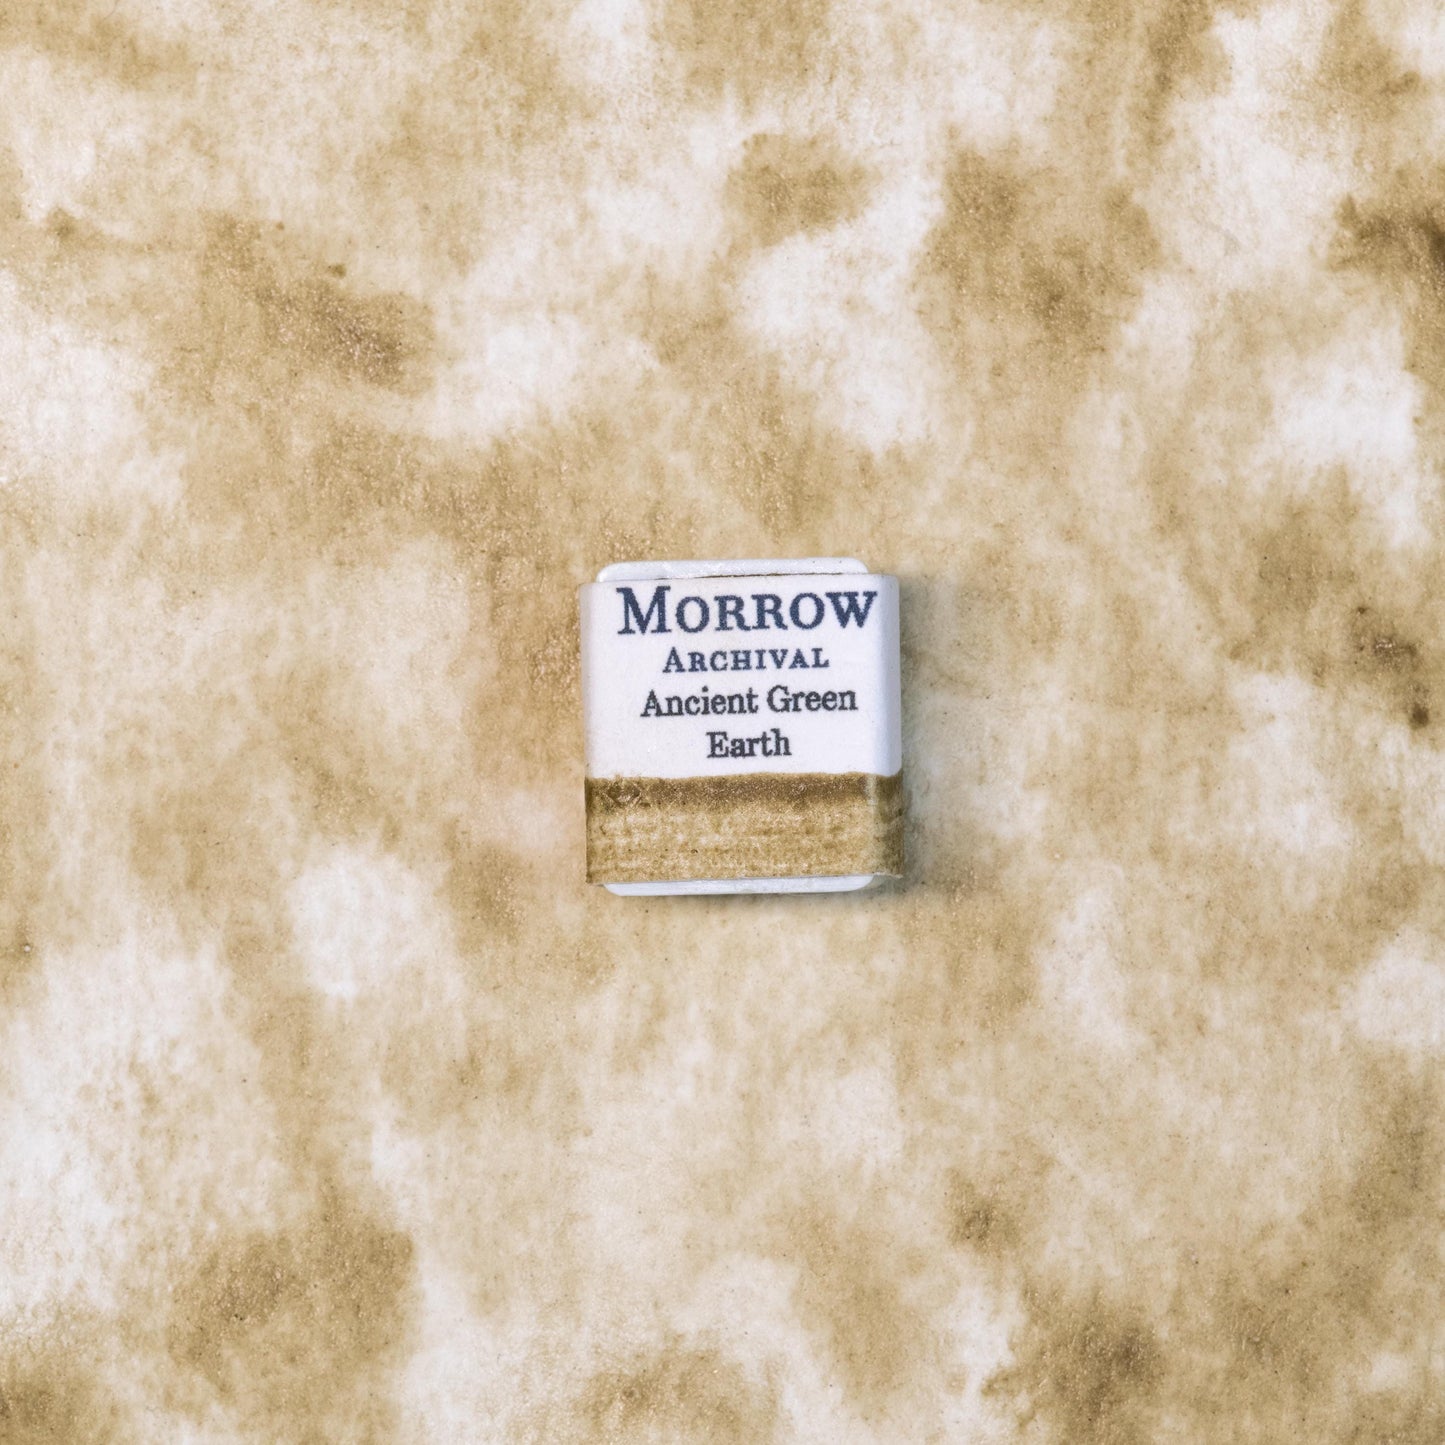 MORROW
ARCHIVAL
Ancient Green
Earth